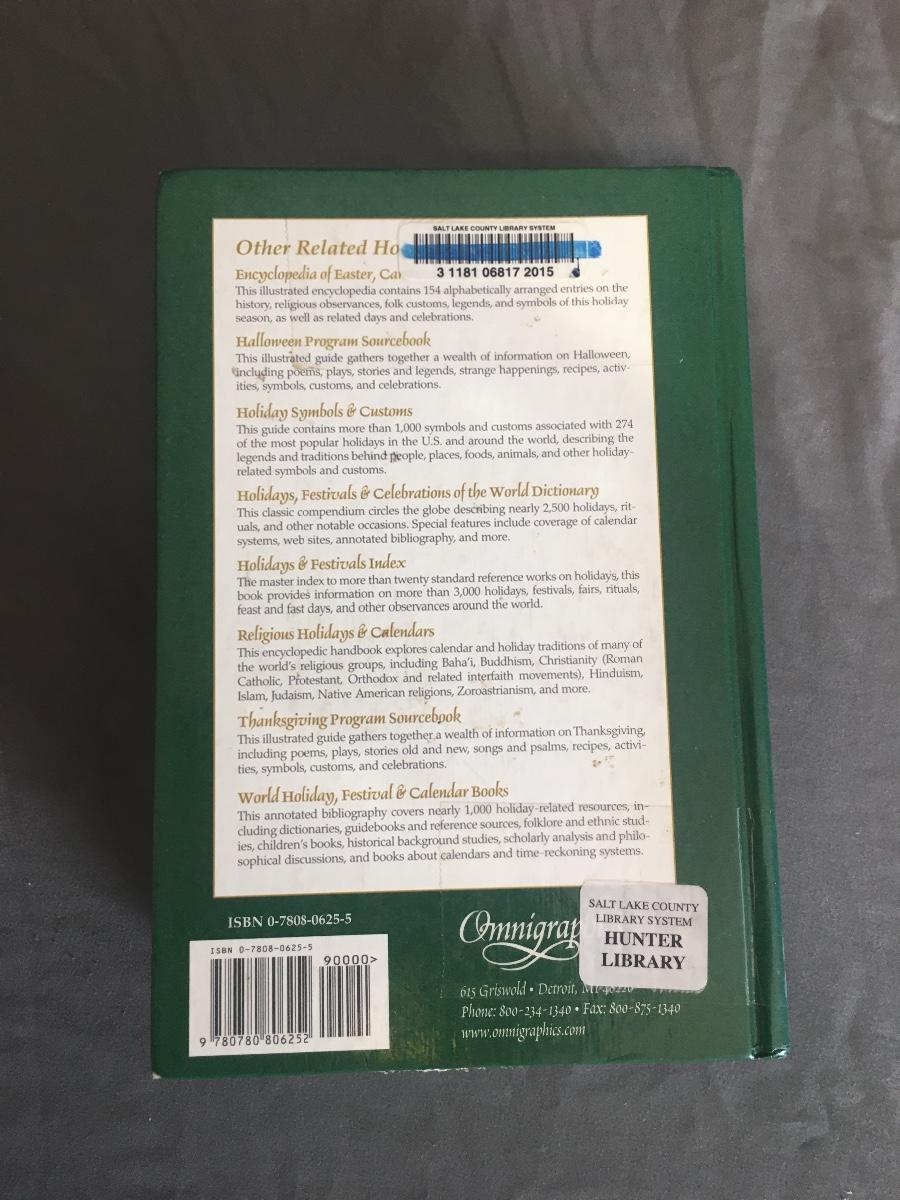 SALT LAKE COUNTY LIBRARY SYSTEM
3 1181 06817 2015
Other Related
Encyclopedia of Easter,
This illustrated encyclopedia contains 154 alphabetically arranged entries on the
history, religious observances, folk customs, legends, and symbols of this holiday
season, as well as related days and celebrations.
Halloween Program Sourcebook
This illustrated guide gathers together a wealth of information on Halloween,
including poems, plays, stories and legends, strange happenings, recipes, activ-
ities, symbols, customs, and celebrations.
Holiday Symbols & Customs
This guide contains more than 1,000 symbols and customs associated with 274
of the most popular holidays in the U.S. and around the world, describing the
legends and traditions behind people, places, foods, animals, and other holiday-
related symbols and customs.
Holidays, Festivals & Celebrations of the World Dictionary
This classic compendium circles the globe describing nearly 2,500 holidays, rit-
uals, and other notable occasions. Special features include coverage of calendar
systems, web sites, annotated bibliography, and more.
Holidays & Festivals Index
The master index to more than twenty standard reference works on holidays, this
book provides information on more than 3,000 holidays, festivals, fairs, rituals,
feast and fast days, and other observances around the world.
Religious Holidays & Calendars
This encyclopedic handbook explores calendar and holiday traditions of many of
the world's religious groups, including Baha'i, Buddhism, Christianity (Roman
Catholic, Protestant, Orthodox and related interfaith movements), Hinduism,
Islam, Judaism, Native American religions, Zoroastrianism, and more.
Thanksgiving Program Sourcebook
This illustrated guide gathers together a wealth of information on Thanksgiving,
including poems, plays, stories old and new, songs and psalms, recipes, activi-
ties, symbols, customs, and celebrations.
World Holiday, Festival & Calendar Books
This annotated bibliography covers nearly 1,000 holiday-related resources, in-
cluding dictionaries, guidebooks and reference sources, folklore and ethnic stud-
ies, children's books, historical background studies, scholarly analysis and philo-
sophical discussions, and books about calendars and time-reckoning systems.
ISBN 0-7808-0625-5
ISBN 0-7808-0625-5
90000>
9 780780 806252
Omnigrap
SALT LAKE COUNTY
LIBRARY SYSTEM
HUNTER
LIBRARY
615 Griswold • Detroit, MI
Phone: 800-234-1340 • Fax: 800-875-1340
www.omnigraphics.com